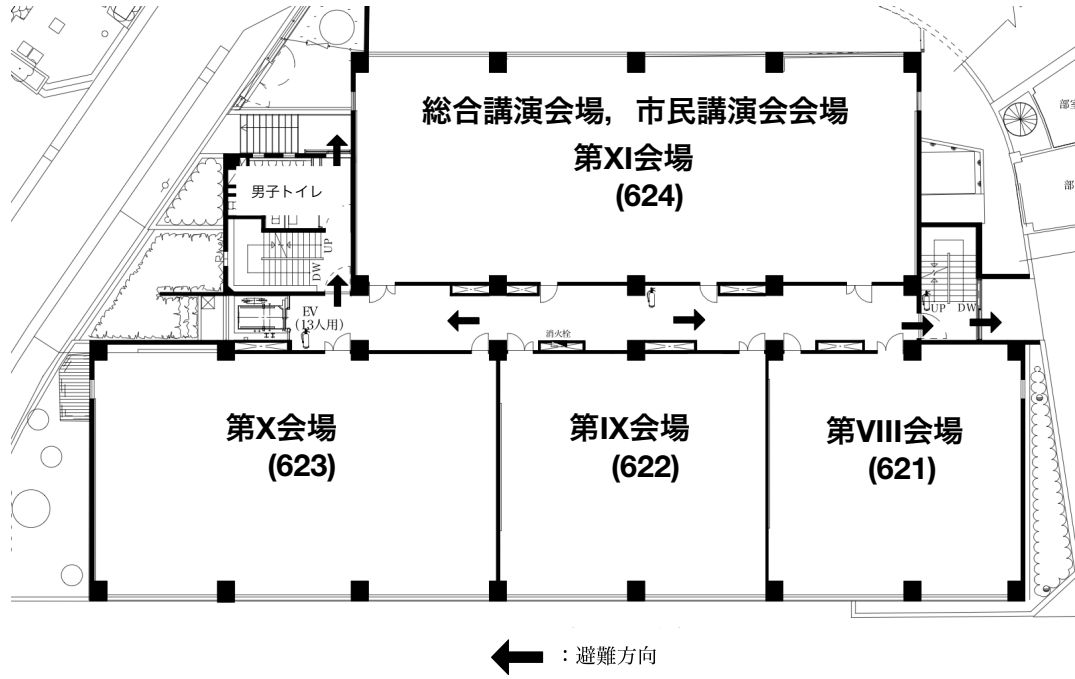 総合講演会場，市民講演会会場
第XI会場
(624)
部室
部
男子トイレ
UP
DW
EV
(13人用)
消火栓
UP DW
第X会場
(623)
第IX会場
(622)
第VIII会場
(621)
：避難方向